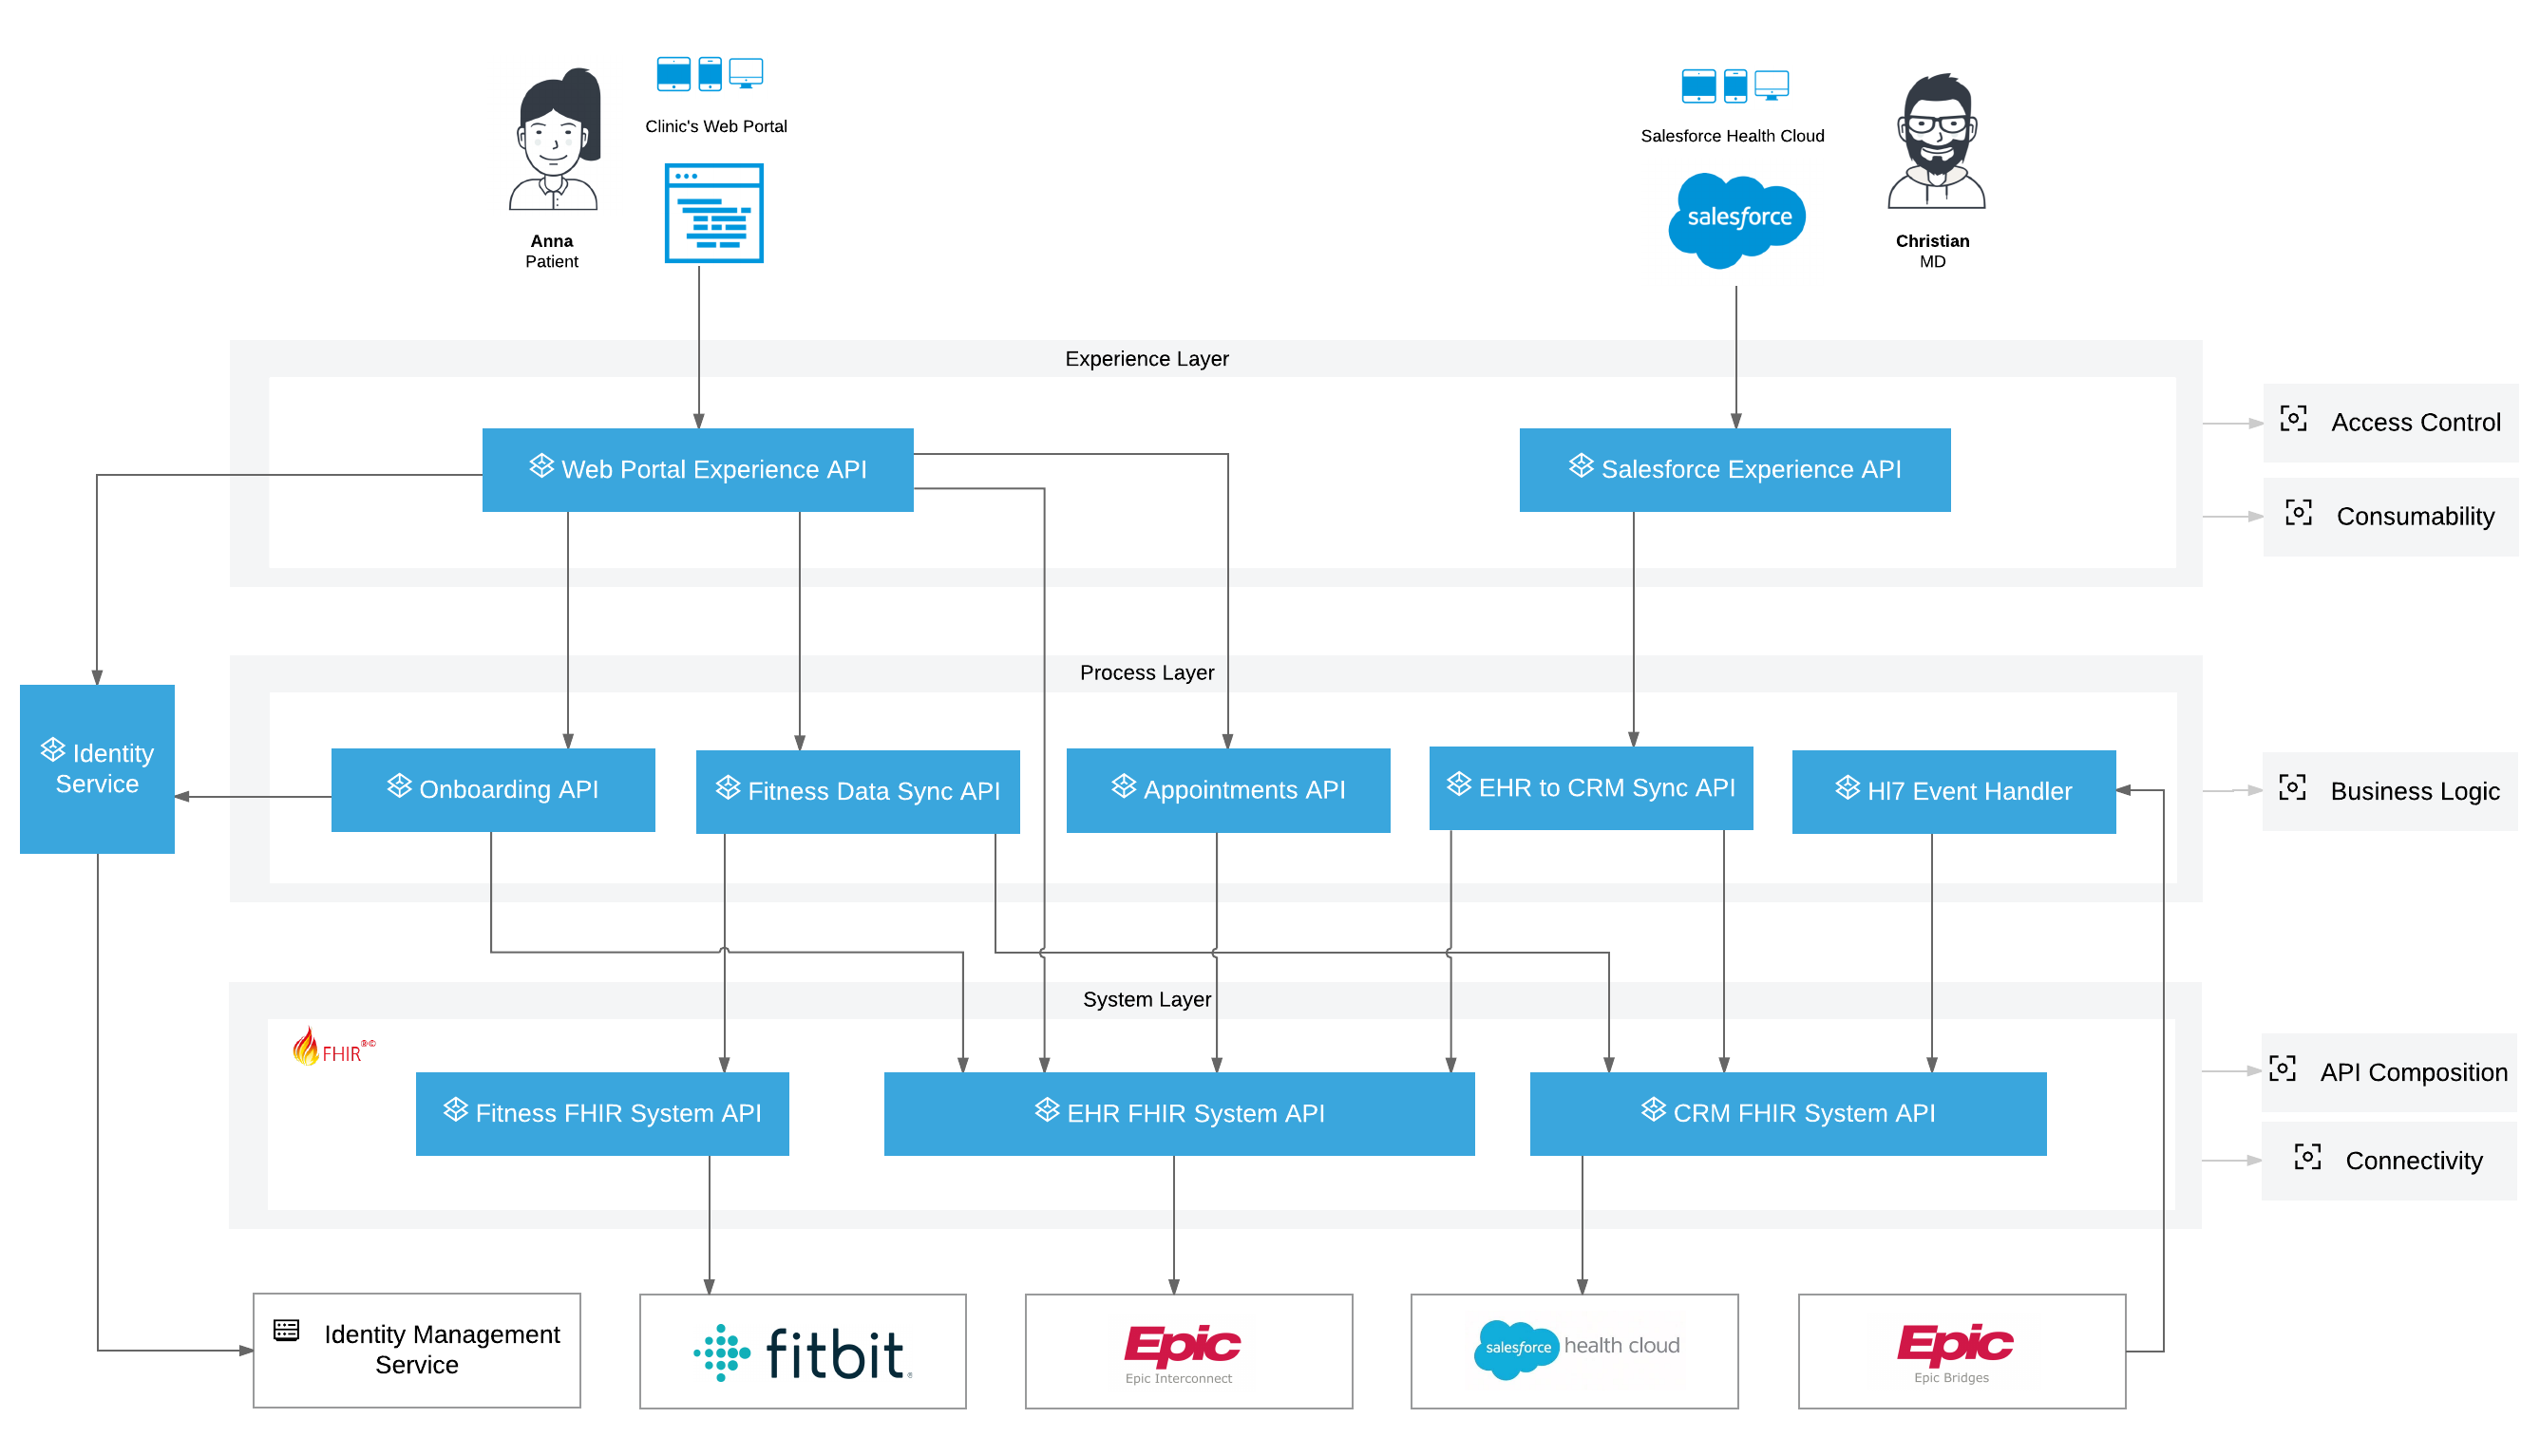 Clinic's Web Portal
Anna
Patient
Salesforce Health Cloud
salesforce
Christian
MD
Experience Layer
Web Portal Experience API
Salesforce Experience API
Access Control
Consumability
Process Layer
Identity
Service
Onboarding API
Fitness Data Sync API
Appointments API
EHR to CRM Sync API
Hl7 Event Handler
Business Logic
System Layer
FHIR®©
Fitness FHIR System API
EHR FHIR System API
CRM FHIR System API
API Composition
Connectivity
Identity Management
Service
fitbit®
Epic
Epic Interconnect
salesforce health cloud
Epic
Epic Bridges